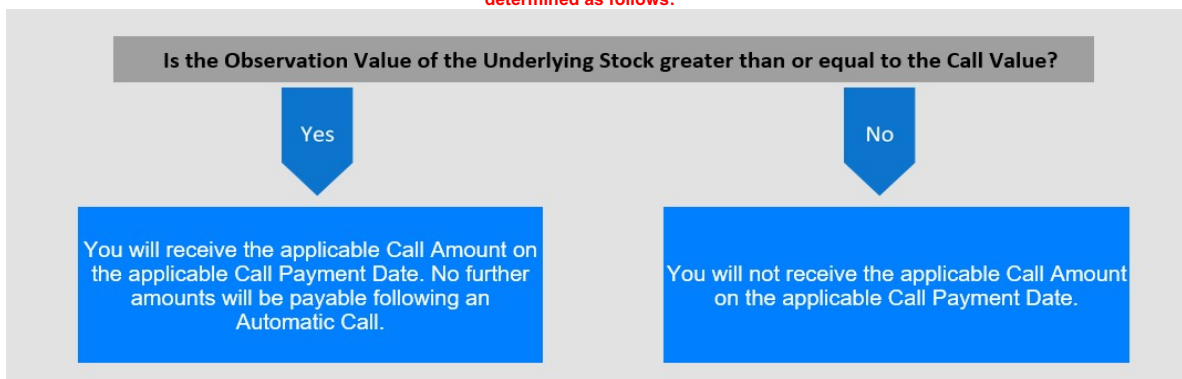 determined as follows:
Is the Observation Value of the Underlying Stock greater than or equal to the Call Value?
Yes
No
You will receive the applicable Call Amount on
the applicable Call Payment Date. No further
amounts will be payable following an
Automatic Call.
You will not receive the applicable Call Amount
on the applicable Call Payment Date.